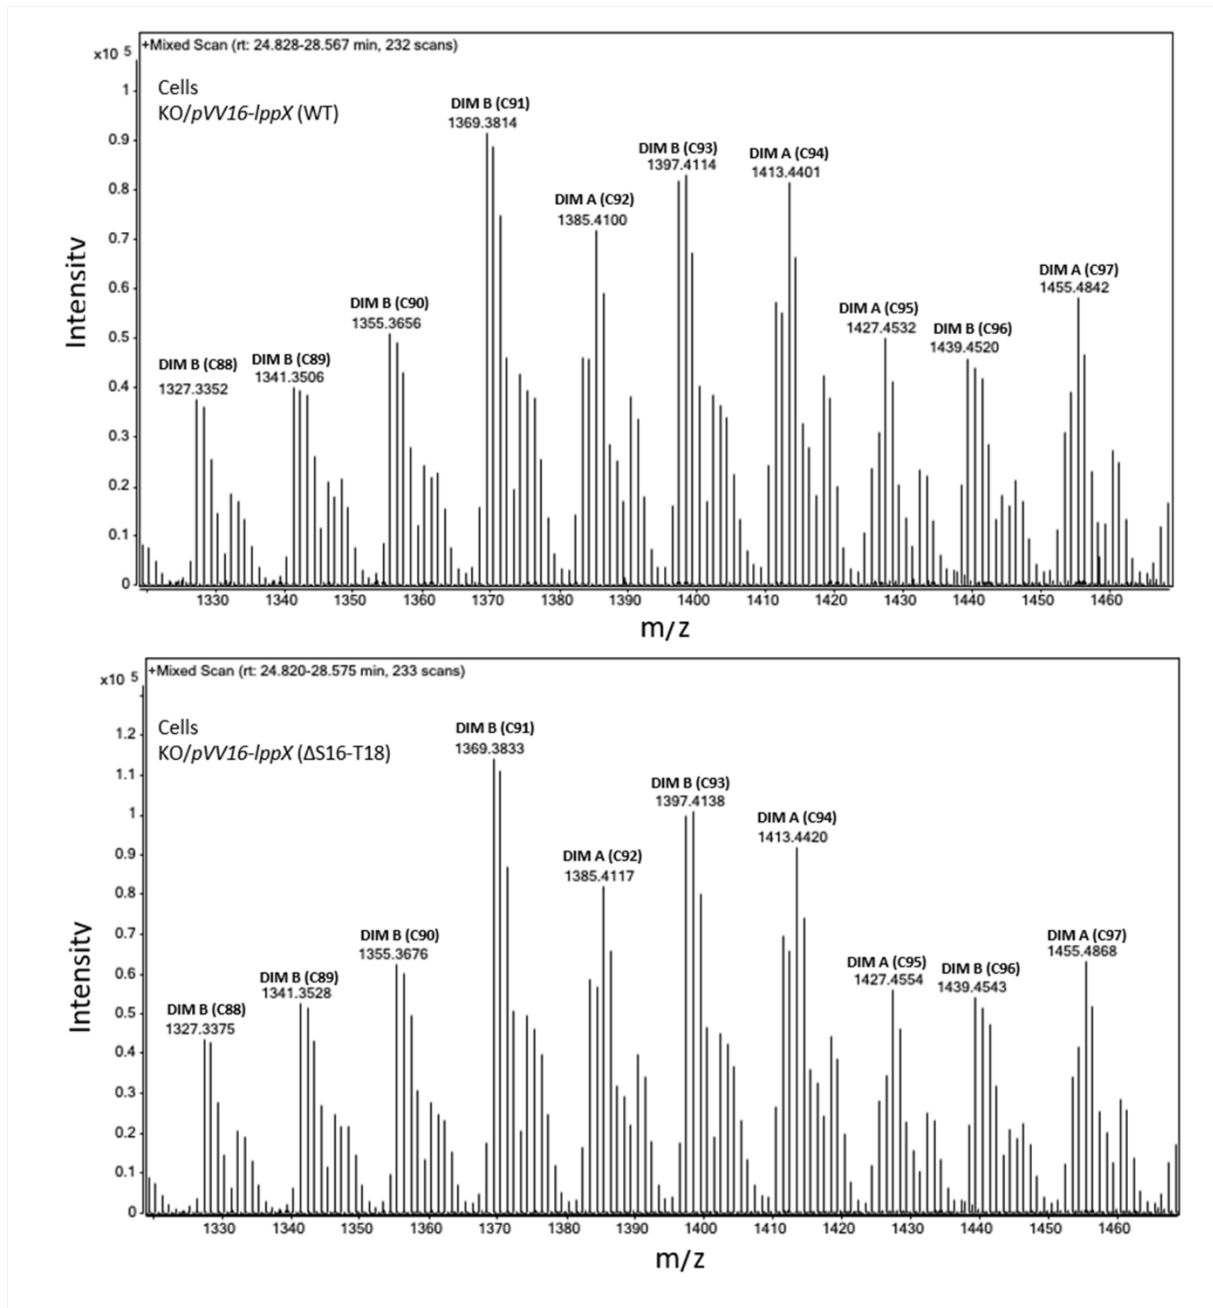 +Mixed Scan (rt: 24.828-28.567 min, 232 scans)
x10 5
Cells
KO/pVV16-lppX (WT)
DIM B (C91)
1369.3814
DIM B (C93)
1397.4114
DIM A (C94)
1413.4401
DIM A (C92)
1385.4100
DIM A (C97)
1455.4842
DIM B (C90)
1355.3656
DIM A (C95)
1427.4532
DIM B (C96)
1439.4520
DIM B (C88)
1327.3352
DIM B (C89)
1341.3506
1
0.9
0.8
0.7
0.6
0.5
0.4
0.3
0.2
0.1
0
Intensity
1330 1340 1350 1360 1370 1380 1390 1400 1410 1420 1430 1440 1450 1460
m/z
+Mixed Scan (rt: 24.820-28.575 min, 233 scans)
x10 5
Cells
KO/pVV16-lppX (ΔS16-T18)
DIM B (C91)
1369.3833
DIM B (C93)
1397.4138
DIM A (C94)
1413.4420
DIM A (C92)
1385.4117
DIM B (C90)
1355.3676
DIM A (C97)
1455.4868
DIM A (C95)
1427.4554
DIM B (C96)
1439.4543
DIM B (C89)
1341.3528
DIM B (C88)
1327.3375
1.2
1.1
1
0.9
0.8
0.7
0.6
0.5
0.4
0.3
0.2
0.1
0
Intensity
1330 1340 1350 1360 1370 1380 1390 1400 1410 1420 1430 1440 1450 1460
m/z